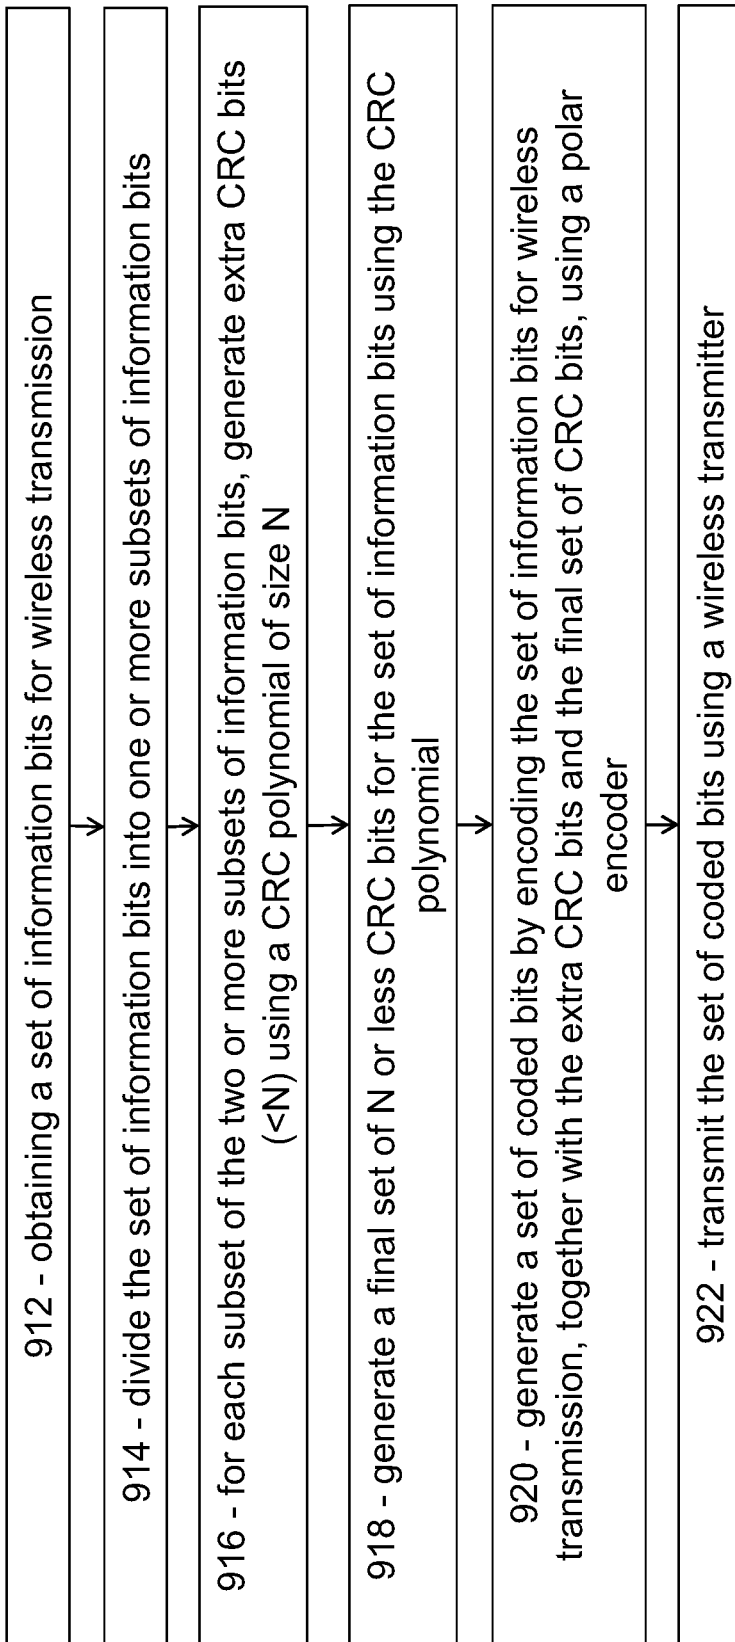 912 - obtaining a set of information bits for wireless transmission
914 - divide the set of information bits into one or more subsets of information bits
916 - for each subset of the two or more subsets of information bits, generate extra CRC bits
(<N) using a CRC polynomial of size N
918 - generate a final set of N or less CRC bits for the set of information bits using the CRC
polynomial
920 - generate a set of coded bits by encoding the set of information bits for wireless
transmission, together with the extra CRC bits and the final set of CRC bits, using a polar
encoder
922 - transmit the set of coded bits using a wireless transmitter